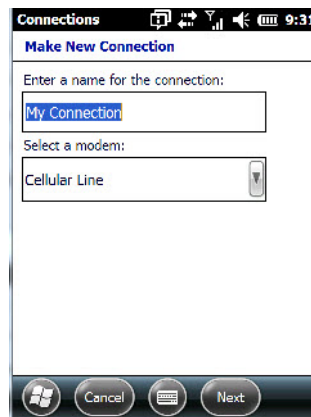 Connections 9:31
Make New Connection
Enter a name for the connection:
My Connection
Select a modem:
Cellular Line
Cancel Next